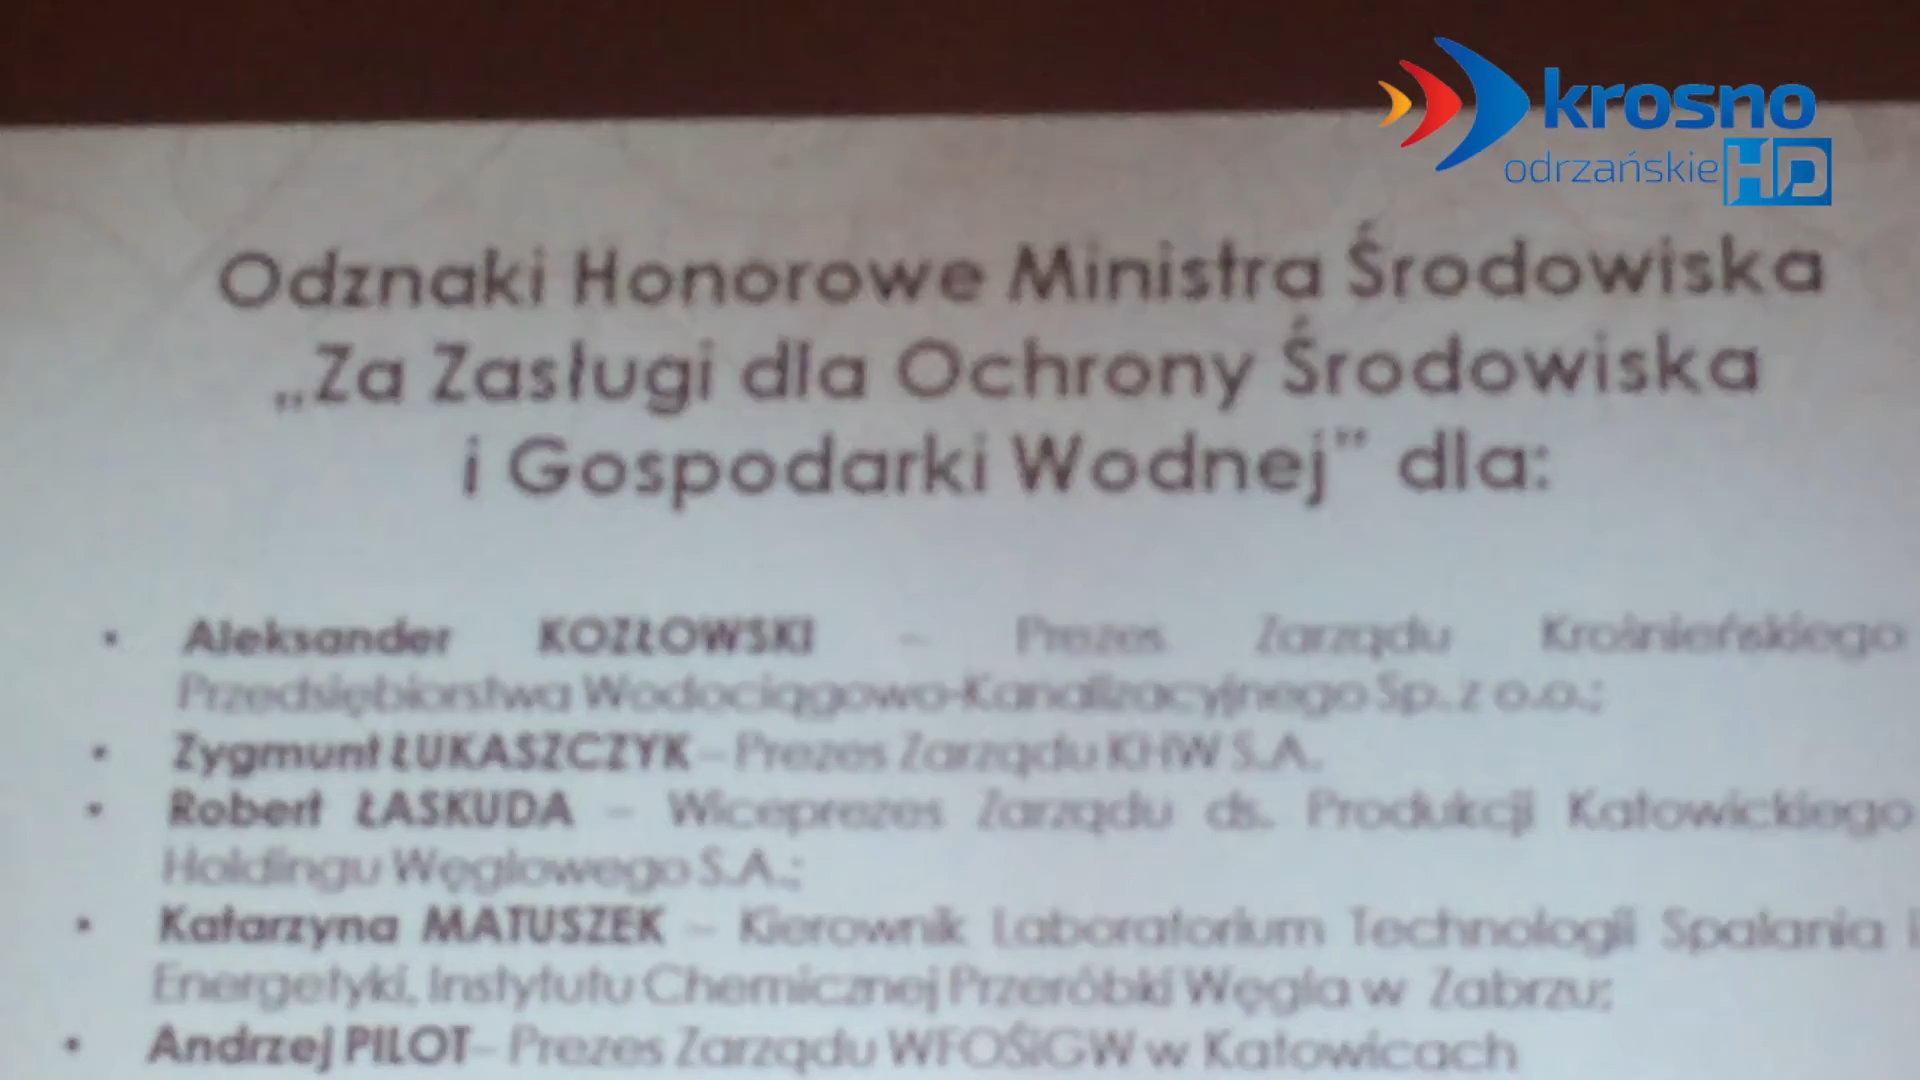 krosno
odrzańskie HD
Odznaki Honorowe Ministra Środowiska
„Za Zasługi dla Ochrony Środowiska
i Gospodarki Wodnej” dla:
• Aleksander KOZŁOWSKI – Prezes Zarządu Krośnieńskiego
Przedsiębiorstwa Wodociągowo-Kanalizacyjnego Sp. z o.o.;
• Zygmunt ŁUKASZCZYK – Prezes Zarządu KHW S.A.
• Robert ŁASKUDA – Wiceprezes Zarządu ds. Produkcji Katowickiego
Holdingu Węglowego S.A.;
• Katarzyna MATUSZEK – Kierownik Laboratorium Technologii Spalania i
Energetyki, Instytutu Chemicznej Przeróbki Węgla w Zabrzu;
• Andrzej PILOT – Prezes Zarządu WFOŚiGW w Katowicach